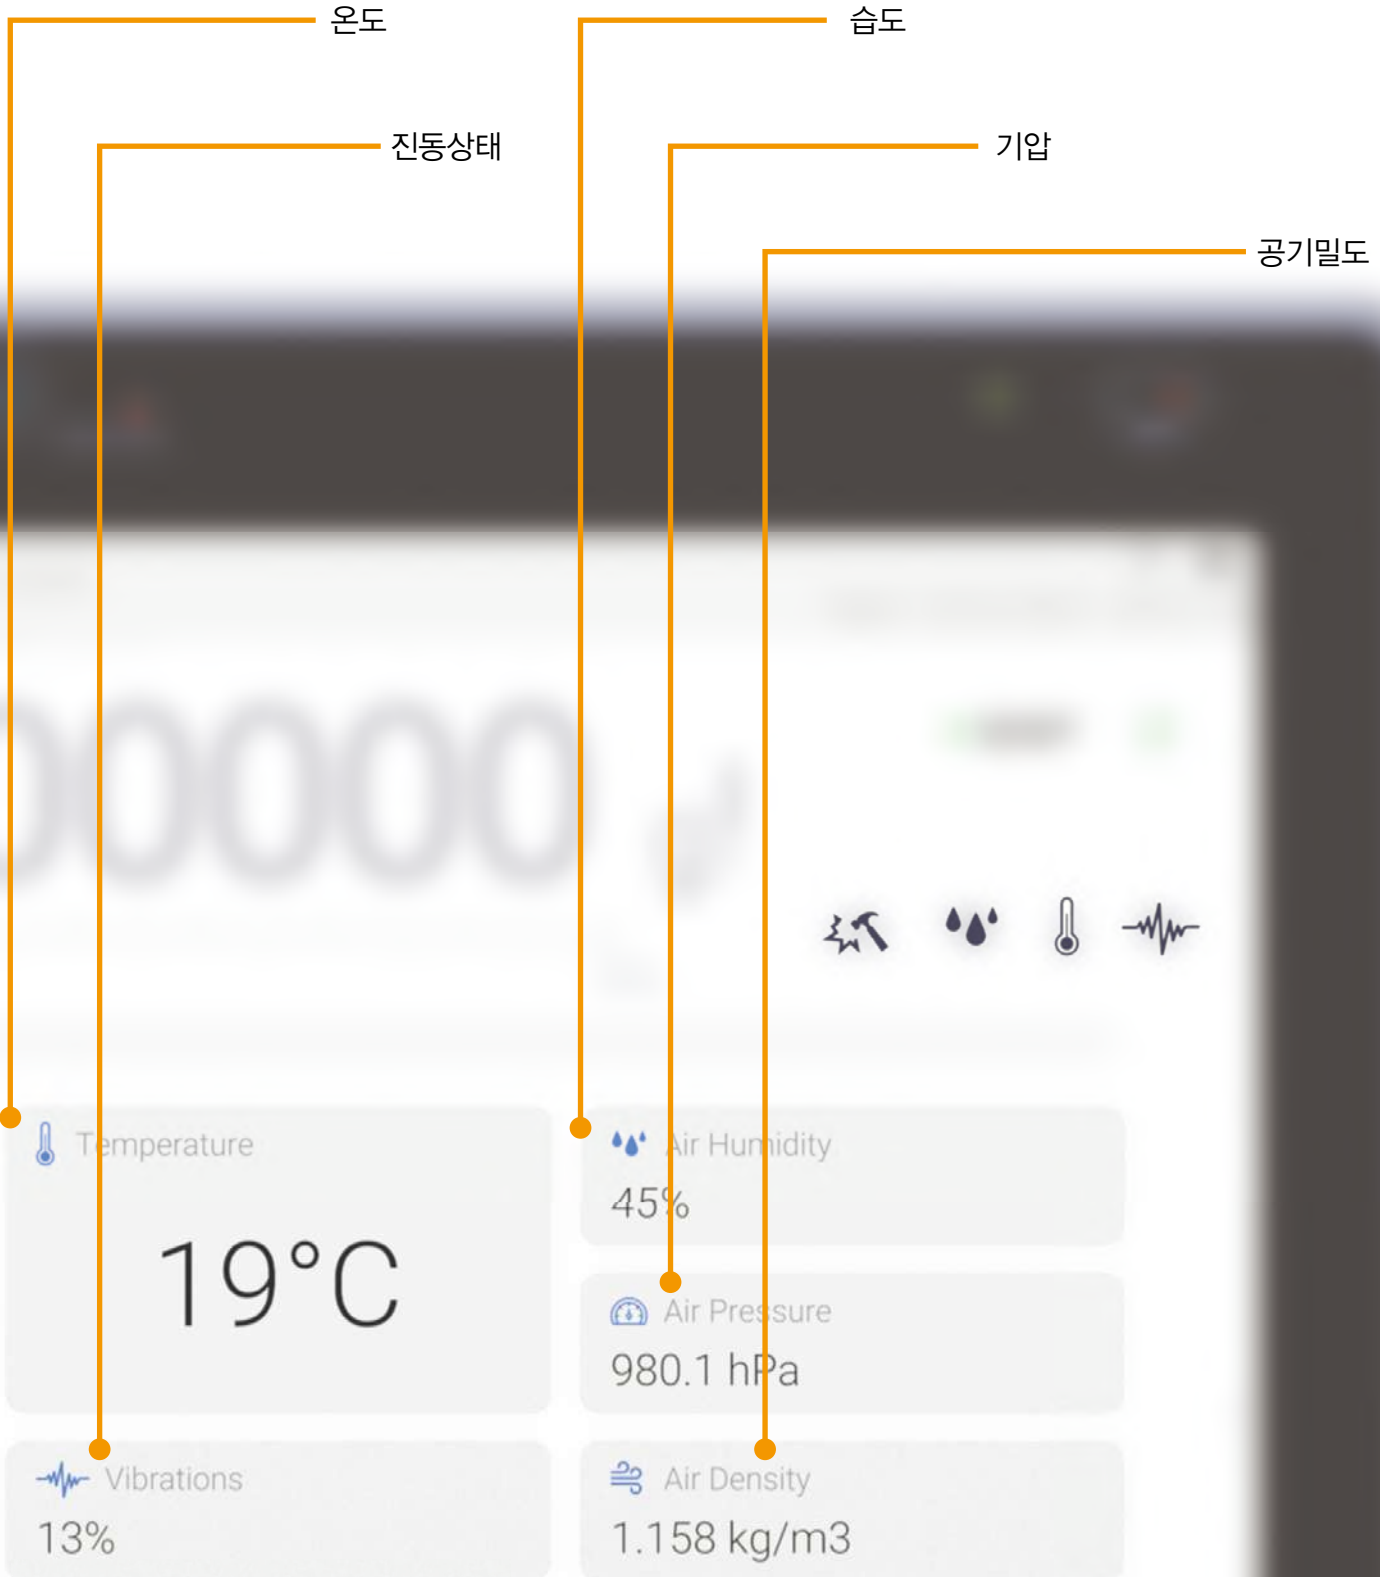 온도
습도
진동상태
기압
공기밀도
Temperature
19°C
Air Humidity
45%
Air Pressure
980.1 hPa
Vibrations
13%
Air Density
1.158 kg/m3